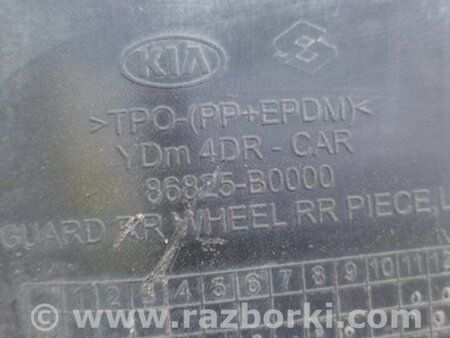 KIA
>TPO-(PP+EPDM)<
YDm 4DR - CAR
86825-B0000
GUARD RR WHEEL RR PIECE,L
1 2 3 4 5 6 7 8 9 10 11 12
www.razborki.com